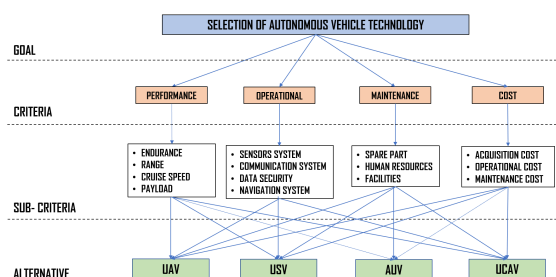 SELECTION OF AUTONOMOUS VEHICLE TECHNOLOGY
GOAL
PERFORMANCE
OPERATIONAL
MAINTENANCE
COST
CRITERIA
• ENDURANCE
• RANGE
• CRUISE SPEED
• PAYLOAD
• SENSORS SYSTEM
• COMMUNICATION SYSTEM
• DATA SECURITY
• NAVIGATION SYSTEM
• SPARE PART
• HUMAN RESOURCES
• FACILITIES
• ACQUISITION COST
• OPERATIONAL COST
• MAINTENANCE COST
SUB- CRITERIA
ALTERNATIVE
UAV
USV
AUV
UCAV